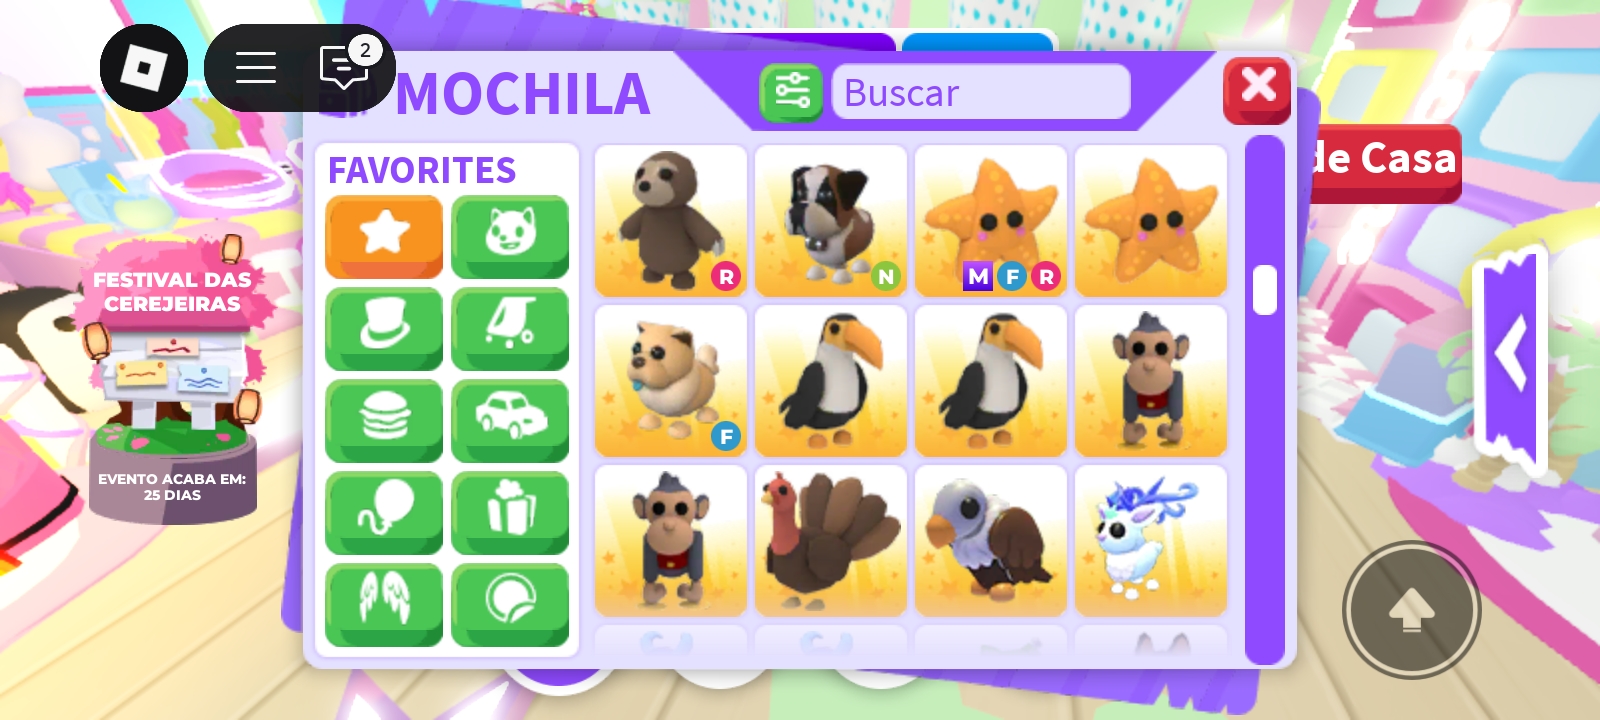 2
MOCHILA
Buscar
de Casa
FAVORITES
R
N
M F R
F
FESTIVAL DAS
CEREJEIRAS
EVENTO ACABA EM:
25 DIAS